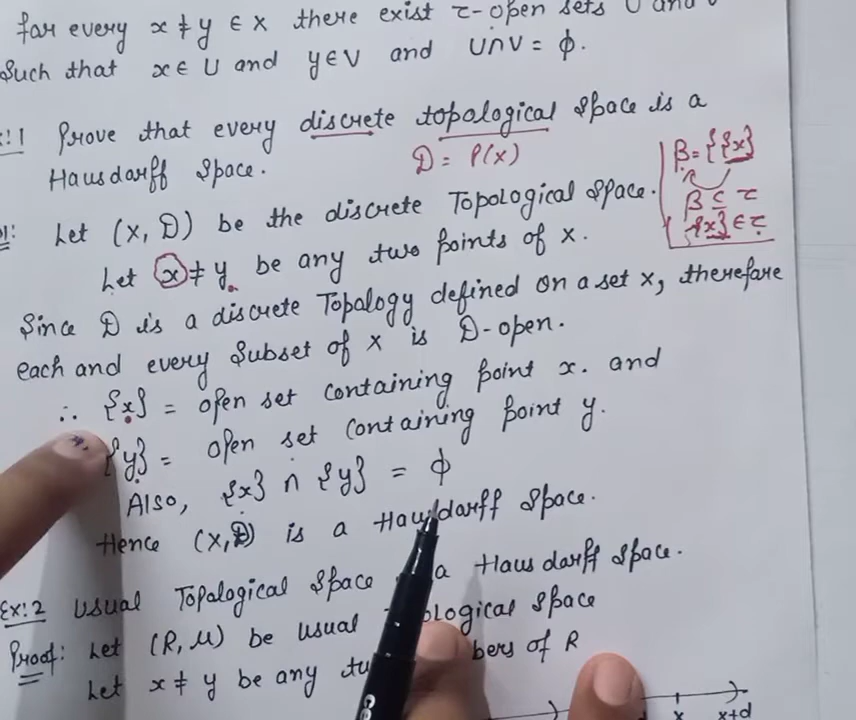 for every x ≠ y ∈ X there exist τ-open sets U and V
Such that x ∈ U and y ∈ V and U∩V = ϕ.
:1 Prove that every discrete topological space is a
Hausdorff Space.
D = P(X)
β = {{x}
β ⊆ τ
{x} ∈ τ
Let (X, D) be the discrete Topological Space.
Let x ≠ y be any two points of X.
Since D is a discrete Topology defined on a set X, therefore
each and every subset of X is D-open.
∴ {x} = open set containing point x. and
{y} = open set containing point y.
Also, {x} ∩ {y} = ϕ
Hence (X, D) is a Hausdorff Space.
Ex:2 Usual Topological Space a Hausdorff Space.
Proof: Let (R, U) be usual ological space
Let x ≠ y be any bers of R
x x+d